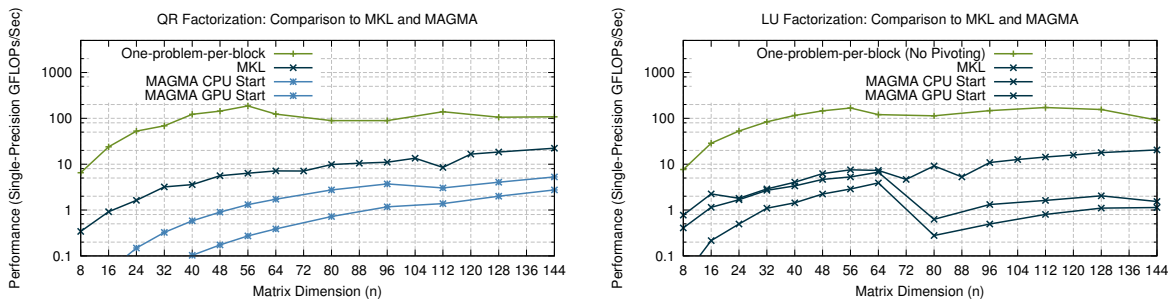 QR Factorization: Comparison to MKL and MAGMA
Performance (Single-Precision GFLOPs/Sec)
One-problem-per-block
MKL
MAGMA CPU Start
MAGMA GPU Start
1000
100
10
1
0.1
8 16 24 32 40 48 56 64 72 80 88 96 104 112 120 128 136 144
Matrix Dimension (n)
LU Factorization: Comparison to MKL and MAGMA
Performance (Single-Precision GFLOPs/Sec)
One-problem-per-block (No Pivoting)
MKL
MAGMA CPU Start
MAGMA GPU Start
1000
100
10
1
0.1
8 16 24 32 40 48 56 64 72 80 88 96 104 112 120 128 136 144
Matrix Dimension (n)